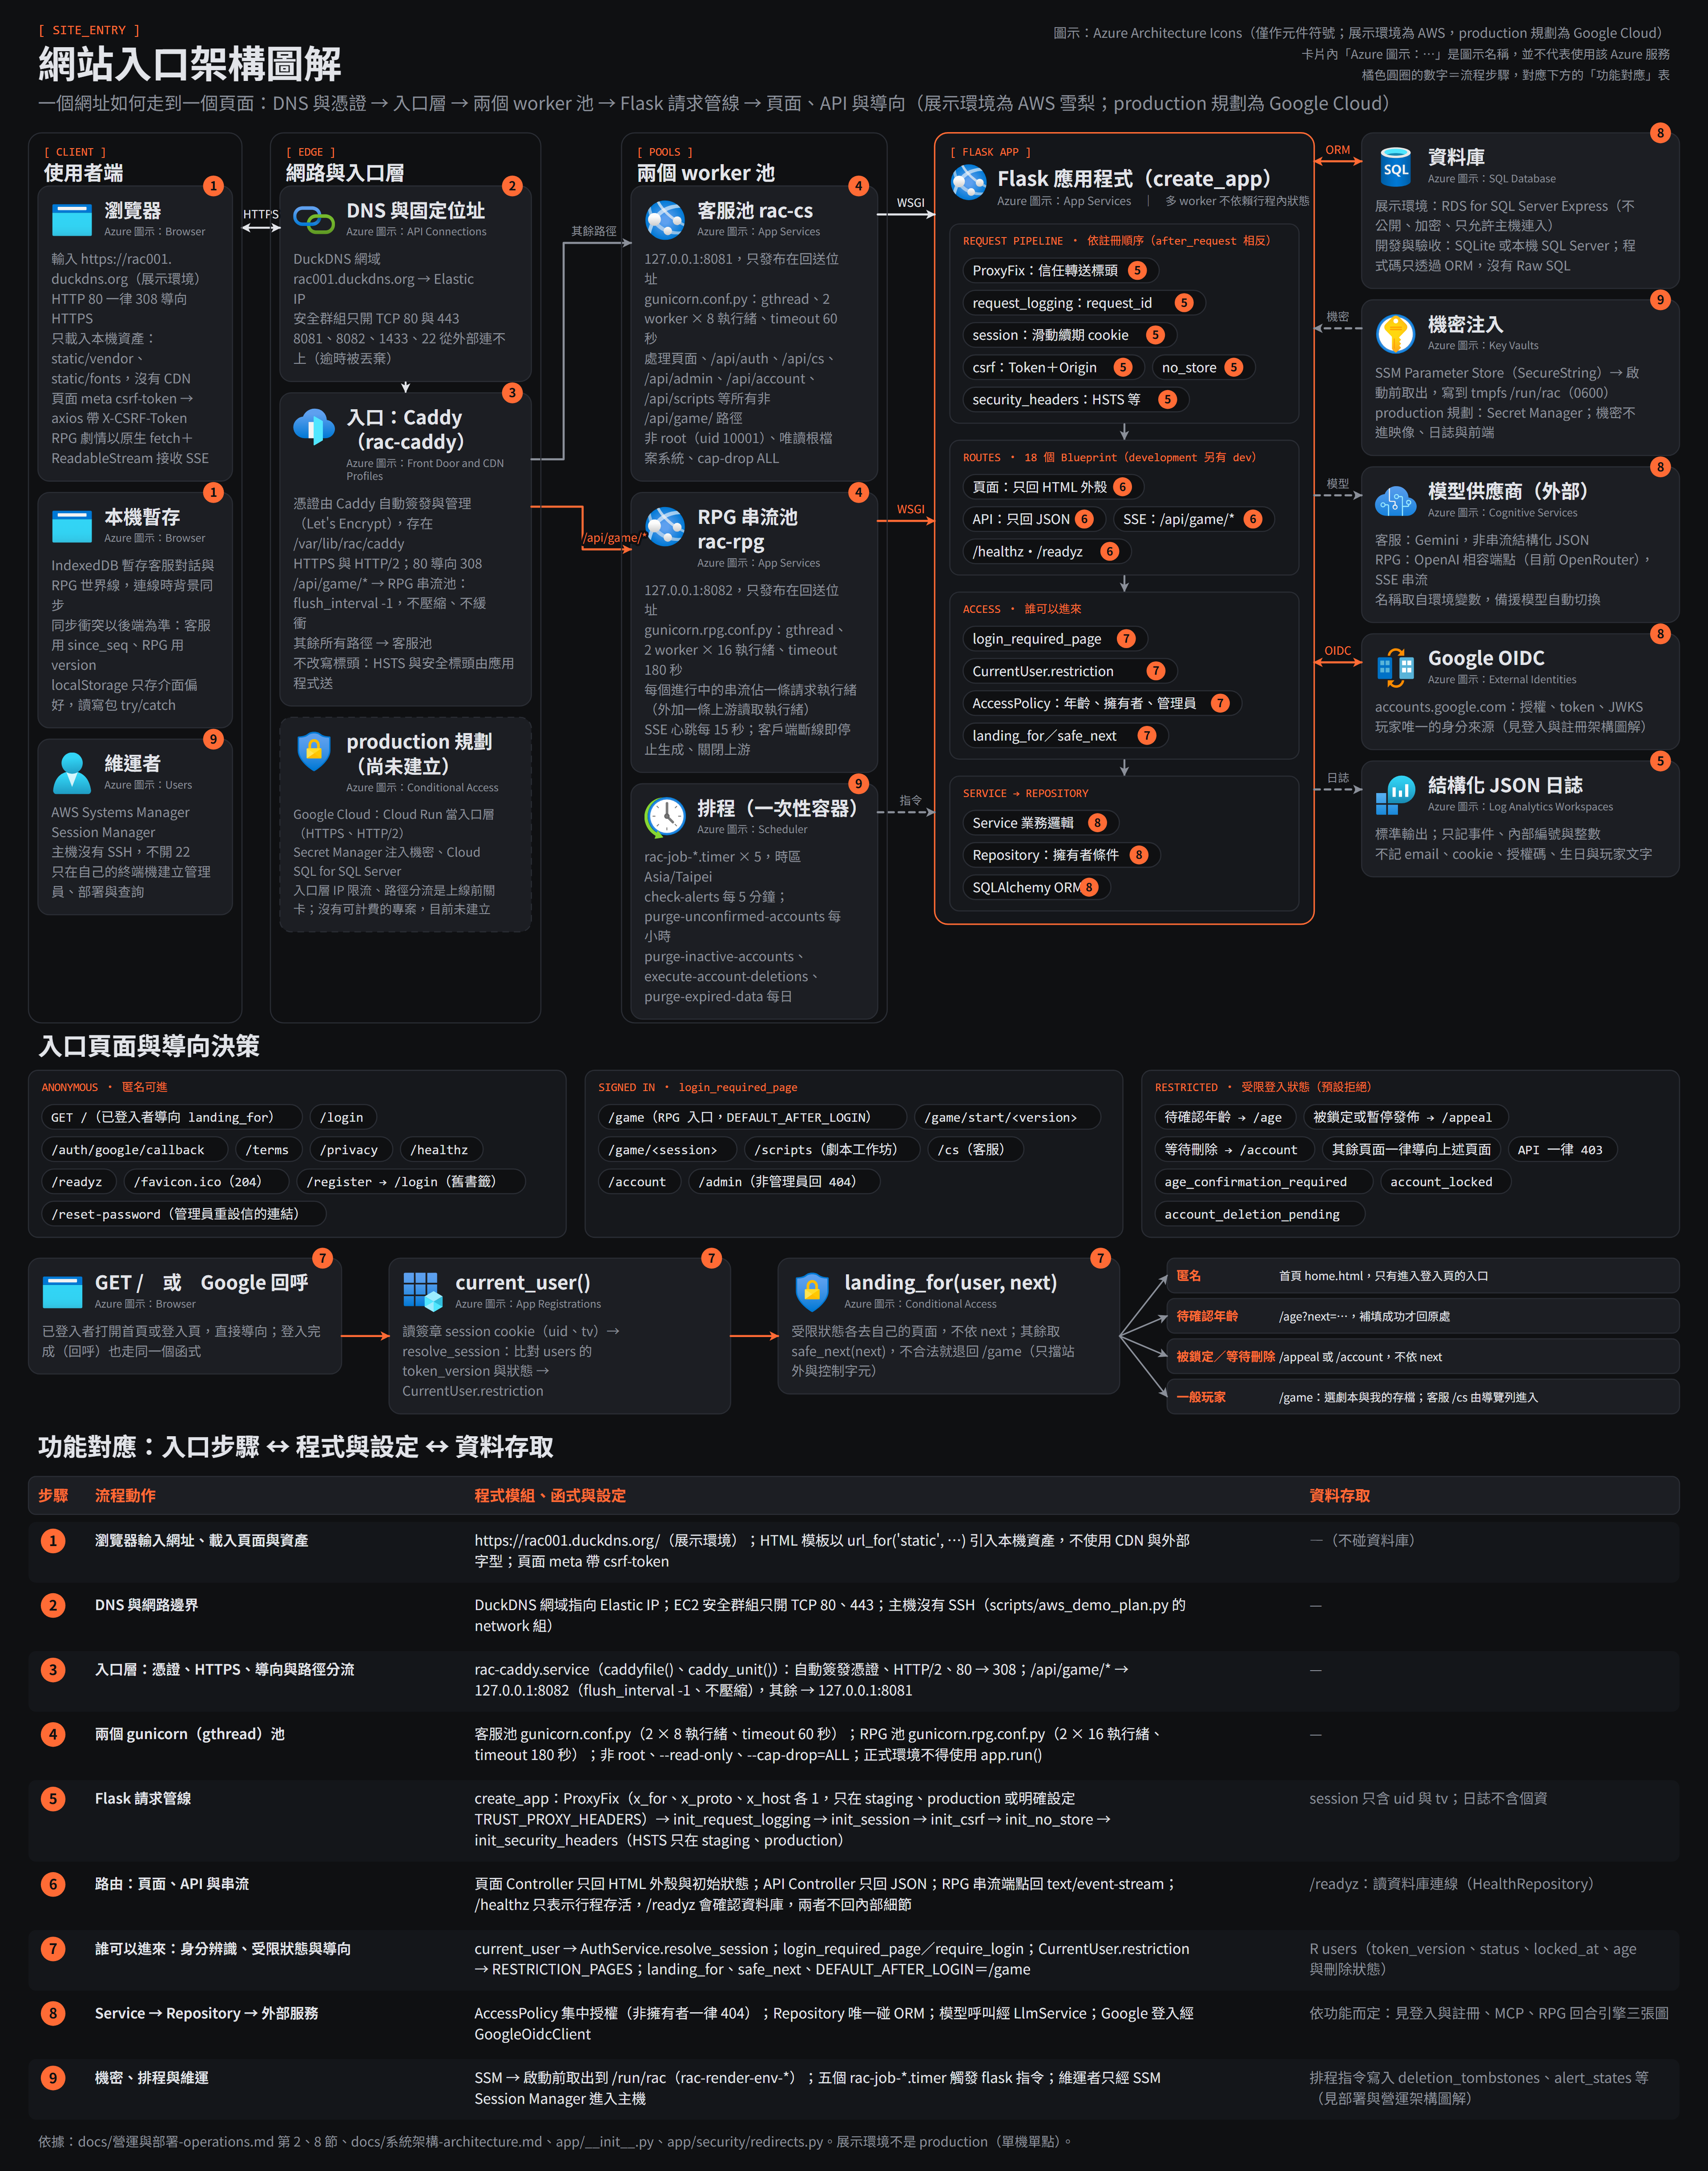 [ SITE_ENTRY ]
網站入口架構圖解
一個網址如何走到一個頁面：DNS 與憑證 → 入口層 → 兩個 worker 池 → Flask 請求管線 → 頁面、API 與導向（展示環境為 AWS 雪梨；production 規劃為 Google Cloud）
圖示：Azure Architecture Icons（僅作元件符號；展示環境為 AWS，production 規劃為 Google Cloud）
卡片內「Azure 圖示：…」是圖示名稱，並不代表使用該 Azure 服務
橘色圓圈的數字＝流程步驟，對應下方的「功能對應」表
[ CLIENT ]
使用者端
1
瀏覽器
Azure 圖示：Browser
輸入 https://rac001.
duckdns.org（展示環境）
HTTP 80 一律 308 導向
HTTPS
只載入本機資產：
static/vendor、
static/fonts，沒有 CDN
頁面 meta csrf-token →
axios 帶 X-CSRF-Token
RPG 劇情以原生 fetch＋
ReadableStream 接收 SSE
1
本機暫存
Azure 圖示：Browser
IndexedDB 暫存客服對話與
RPG 世界線，連線時背景同
步
同步衝突以後端為準：客服
用 since_seq、RPG 用
version
localStorage 只存介面偏
好，讀寫包 try/catch
9
維運者
Azure 圖示：Users
AWS Systems Manager
Session Manager
主機沒有 SSH，不開 22
只在自己的終端機建立管理
員、部署與查詢
HTTPS
[ EDGE ]
網路與入口層
2
DNS 與固定位址
Azure 圖示：API Connections
DuckDNS 網域
rac001.duckdns.org → Elastic
IP
安全群組只開 TCP 80 與 443
8081、8082、1433、22 從外部連不
上（逾時被丟棄）
3
入口：Caddy
（rac-caddy）
Azure 圖示：Front Door and CDN
Profiles
憑證由 Caddy 自動簽發與管理
（Let's Encrypt），存在
/var/lib/rac/caddy
HTTPS 與 HTTP/2；80 導向 308
/api/game/* → RPG 串流池：
flush_interval -1，不壓縮、不緩
衝
其餘所有路徑 → 客服池
不改寫標頭：HSTS 與安全標頭由應用
程式送
production 規劃
（尚未建立）
Azure 圖示：Conditional Access
Google Cloud：Cloud Run 當入口層
（HTTPS、HTTP/2）
Secret Manager 注入機密、Cloud
SQL for SQL Server
入口層 IP 限流、路徑分流是上線前關
卡；沒有可計費的專案，目前未建立
其餘路徑
/api/game/*
[ POOLS ]
兩個 worker 池
4
客服池 rac-cs
Azure 圖示：App Services
127.0.0.1:8081，只發布在回送位
址
gunicorn.conf.py：gthread、2
worker × 8 執行緒、timeout 60
秒
處理頁面、/api/auth、/api/cs、
/api/admin、/api/account、
/api/scripts 等所有非
/api/game/ 路徑
非 root（uid 10001）、唯讀根檔
案系統、cap-drop ALL
4
RPG 串流池
rac-rpg
Azure 圖示：App Services
127.0.0.1:8082，只發布在回送位
址
gunicorn.rpg.conf.py：gthread、
2 worker × 16 執行緒、timeout
180 秒
每個進行中的串流佔一條請求執行緒
（外加一條上游讀取執行緒）
SSE 心跳每 15 秒；客戶端斷線即停
止生成、關閉上游
9
排程（一次性容器）
Azure 圖示：Scheduler
rac-job-*.timer × 5，時區
Asia/Taipei
check-alerts 每 5 分鐘；
purge-unconfirmed-accounts 每
小時
purge-inactive-accounts、
execute-account-deletions、
purge-expired-data 每日
WSGI
WSGI
指令
[ FLASK APP ]
Flask 應用程式（create_app）
Azure 圖示：App Services ｜ 多 worker 不依賴行程內狀態
REQUEST PIPELINE ・ 依註冊順序（after_request 相反）
ProxyFix：信任轉送標頭 5
request_logging：request_id 5
session：滑動續期 cookie 5
csrf：Token＋Origin 5 no_store 5
security_headers：HSTS 等 5
ROUTES ・ 18 個 Blueprint（development 另有 dev）
頁面：只回 HTML 外殼 6
API：只回 JSON 6 SSE：/api/game/* 6
/healthz・/readyz 6
ACCESS ・ 誰可以進來
login_required_page 7
CurrentUser.restriction 7
AccessPolicy：年齡、擁有者、管理員 7
landing_for／safe_next 7
SERVICE → REPOSITORY
Service 業務邏輯 8
Repository：擁有者條件 8
SQLAlchemy ORM 8
ORM
機密
模型
OIDC
日誌
8
資料庫
Azure 圖示：SQL Database
展示環境：RDS for SQL Server Express（不
公開、加密、只允許主機連入）
開發與驗收：SQLite 或本機 SQL Server；程
式碼只透過 ORM，沒有 Raw SQL
9
機密注入
Azure 圖示：Key Vaults
SSM Parameter Store（SecureString）→ 啟
動前取出，寫到 tmpfs /run/rac（0600）
production 規劃：Secret Manager；機密不
進映像、日誌與前端
8
模型供應商（外部）
Azure 圖示：Cognitive Services
客服：Gemini，非串流結構化 JSON
RPG：OpenAI 相容端點（目前 OpenRouter），
SSE 串流
名稱取自環境變數，備援模型自動切換
8
Google OIDC
Azure 圖示：External Identities
accounts.google.com：授權、token、JWKS
玩家唯一的身分來源（見登入與註冊架構圖解）
5
結構化 JSON 日誌
Azure 圖示：Log Analytics Workspaces
標準輸出；只記事件、內部編號與整數
不記 email、cookie、授權碼、生日與玩家文字
入口頁面與導向決策
ANONYMOUS ・ 匿名可進
GET /（已登入者導向 landing_for） /login
/auth/google/callback /terms /privacy /healthz
/readyz /favicon.ico（204） /register → /login（舊書籤）
/reset-password（管理員重設信的連結）
SIGNED IN ・ login_required_page
/game（RPG 入口，DEFAULT_AFTER_LOGIN） /game/start/<version>
/game/<session> /scripts（劇本工作坊） /cs（客服）
/account /admin（非管理員回 404）
RESTRICTED ・ 受限登入狀態（預設拒絕）
待確認年齡 → /age 被鎖定或暫停發佈 → /appeal
等待刪除 → /account 其餘頁面一律導向上述頁面 API 一律 403
age_confirmation_required account_locked
account_deletion_pending
7
GET / 或 Google 回呼
Azure 圖示：Browser
已登入者打開首頁或登入頁，直接導向；登入完
成（回呼）也走同一個函式
7
current_user()
Azure 圖示：App Registrations
讀簽章 session cookie（uid、tv）→
resolve_session：比對 users 的
token_version 與狀態 →
CurrentUser.restriction
7
landing_for(user, next)
Azure 圖示：Conditional Access
受限狀態各去自己的頁面，不依 next；其餘取
safe_next(next)，不合法就退回 /game（只擋站
外與控制字元）
匿名 首頁 home.html，只有進入登入頁的入口
待確認年齡 /age?next=…，補填成功才回原處
被鎖定／等待刪除 /appeal 或 /account，不依 next
一般玩家 /game：選劇本與我的存檔；客服 /cs 由導覽列進入
功能對應：入口步驟 ↔ 程式與設定 ↔ 資料存取
步驟 流程動作 程式模組、函式與設定 資料存取
1 瀏覽器輸入網址、載入頁面與資產 https://rac001.duckdns.org/（展示環境）；HTML 模板以 url_for('static', …) 引入本機資產，不使用 CDN 與外部 —（不碰資料庫）
字型；頁面 meta 帶 csrf-token
2 DNS 與網路邊界 DuckDNS 網域指向 Elastic IP；EC2 安全群組只開 TCP 80、443；主機沒有 SSH（scripts/aws_demo_plan.py 的 —
network 組）
3 入口層：憑證、HTTPS、導向與路徑分流 rac-caddy.service（caddyfile()、caddy_unit()）：自動簽發憑證、HTTP/2、80 → 308；/api/game/* → —
127.0.0.1:8082（flush_interval -1、不壓縮），其餘 → 127.0.0.1:8081
4 兩個 gunicorn（gthread）池 客服池 gunicorn.conf.py（2 × 8 執行緒、timeout 60 秒）；RPG 池 gunicorn.rpg.conf.py（2 × 16 執行緒、 —
timeout 180 秒）；非 root、--read-only、--cap-drop=ALL；正式環境不得使用 app.run()
5 Flask 請求管線 create_app：ProxyFix（x_for、x_proto、x_host 各 1，只在 staging、production 或明確設定 session 只含 uid 與 tv；日誌不含個資
TRUST_PROXY_HEADERS）→ init_request_logging → init_session → init_csrf → init_no_store →
init_security_headers（HSTS 只在 staging、production）
6 路由：頁面、API 與串流 頁面 Controller 只回 HTML 外殼與初始狀態；API Controller 只回 JSON；RPG 串流端點回 text/event-stream； /readyz：讀資料庫連線（HealthRepository）
/healthz 只表示行程存活，/readyz 會確認資料庫，兩者不回內部細節
7 誰可以進來：身分辨識、受限狀態與導向 current_user → AuthService.resolve_session；login_required_page／require_login；CurrentUser.restriction R users（token_version、status、locked_at、age
→ RESTRICTION_PAGES；landing_for、safe_next、DEFAULT_AFTER_LOGIN＝/game 與刪除狀態）
8 Service → Repository → 外部服務 AccessPolicy 集中授權（非擁有者一律 404）；Repository 唯一碰 ORM；模型呼叫經 LlmService；Google 登入經 依功能而定：見登入與註冊、MCP、RPG 回合引擎三張圖
GoogleOidcClient
9 機密、排程與維運 SSM → 啟動前取出到 /run/rac（rac-render-env-*）；五個 rac-job-*.timer 觸發 flask 指令；維運者只經 SSM 排程指令寫入 deletion_tombstones、alert_states 等
Session Manager 進入主機 （見部署與營運架構圖解）
依據：docs/營運與部署-operations.md 第 2、8 節、docs/系統架構-architecture.md、app/__init__.py、app/security/redirects.py。展示環境不是 production（單機單點）。